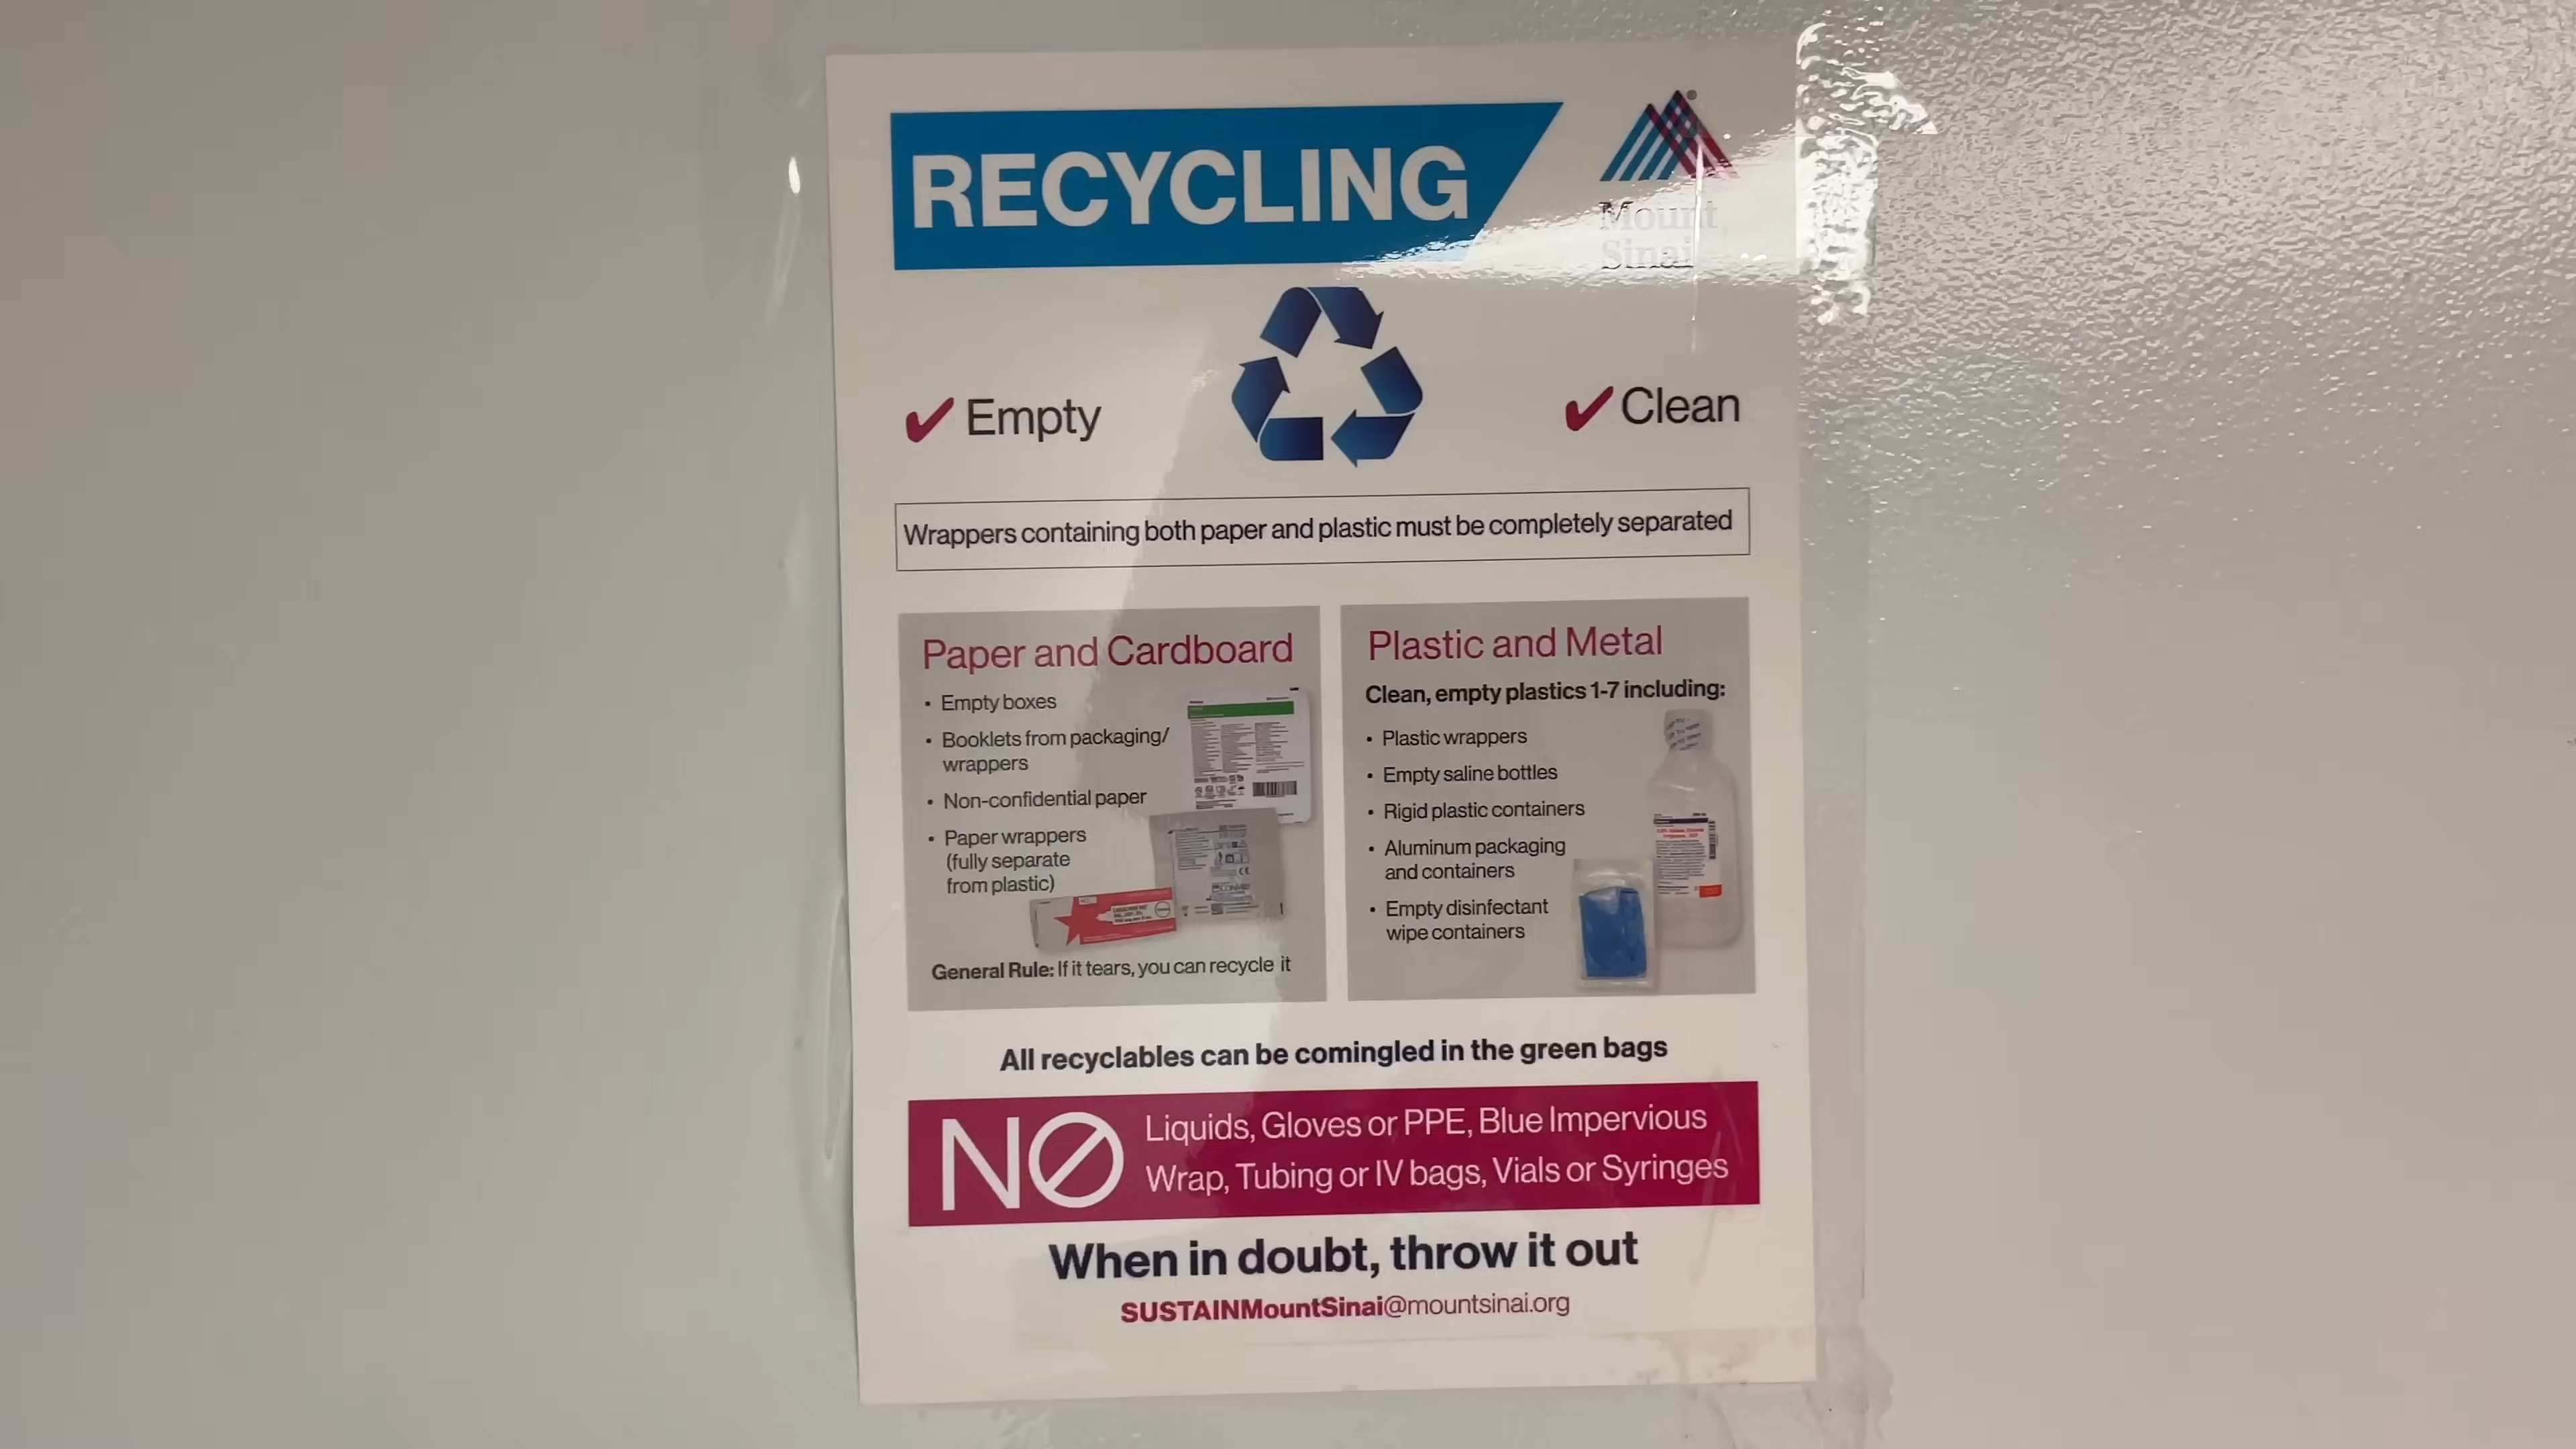 RECYCLING
Mount
Sinai
Empty
Clean
Wrappers containing both paper and plastic must be completely separated
Paper and Cardboard
• Empty boxes
• Booklets from packaging/
wrappers
• Non-confidential paper
• Paper wrappers
(fully separate
from plastic)
General Rule: If it tears, you can recycle it
Plastic and Metal
Clean, empty plastics 1-7 including:
• Plastic wrappers
• Empty saline bottles
• Rigid plastic containers
• Aluminum packaging
and containers
• Empty disinfectant
wipe containers
All recyclables can be comingled in the green bags
NO
Liquids, Gloves or PPE, Blue Impervious
Wrap, Tubing or IV bags, Vials or Syringes
When in doubt, throw it out
SUSTAINMountSinai@mountsinai.org